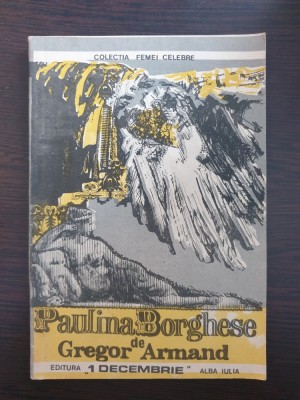 COLECTIA FEMEI CELEBRE
Paulina Borghese
de
Gregor Armand
EDITURA „1 DECEMBRIE" ALBA IULIA